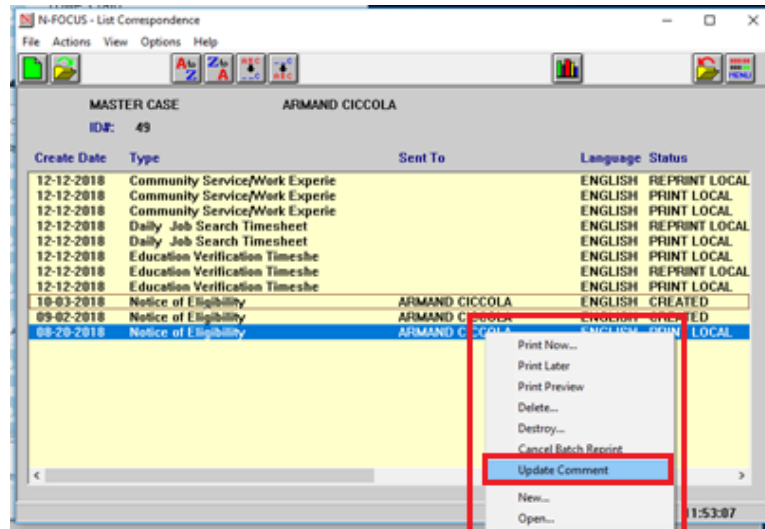 N-FOCUS - List Correspondence
File Actions View Options Help
A to Z Z to A
MENU
MASTER CASE ARMAND CICCOLA
ID#: 49
Create Date Type Sent To Language Status
12-12-2018 Community Service/Work Experie ENGLISH REPRINT LOCAL
12-12-2018 Community Service/Work Experie ENGLISH PRINT LOCAL
12-12-2018 Community Service/Work Experie ENGLISH PRINT LOCAL
12-12-2018 Daily Job Search Timesheet ENGLISH REPRINT LOCAL
12-12-2018 Daily Job Search Timesheet ENGLISH PRINT LOCAL
12-12-2018 Education Verification Timeshe ENGLISH PRINT LOCAL
12-12-2018 Education Verification Timeshe ENGLISH REPRINT LOCAL
12-12-2018 Education Verification Timeshe ENGLISH PRINT LOCAL
10-03-2018 Notice of Eligibility ARMAND CICCOLA ENGLISH CREATED
09-02-2018 Notice of Eligibility ARMAND CICCOLA ENGLISH CREATED
08-20-2018 Notice of Eligibility ARMAND CICCOLA ENGLISH PRINT LOCAL
Print Now...
Print Later
Print Preview
Delete...
Destroy...
Cancel Batch Reprint
Update Comment
New...
Open...
11:53:07